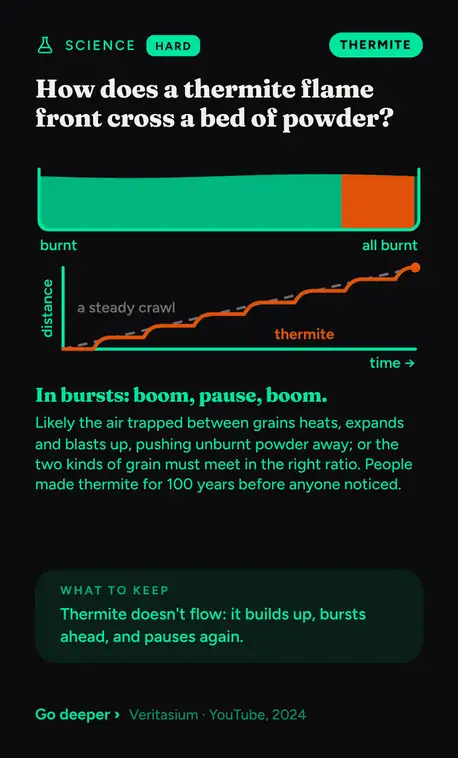 SCIENCE HARD THERMITE
How does a thermite flame
front cross a bed of powder?
burnt all burnt
distance
a steady crawl
thermite
time →
In bursts: boom, pause, boom.
Likely the air trapped between grains heats, expands
and blasts up, pushing unburnt powder away; or the
two kinds of grain must meet in the right ratio. People
made thermite for 100 years before anyone noticed.
WHAT TO KEEP
Thermite doesn't flow: it builds up, bursts
ahead, and pauses again.
Go deeper › Veritasium · YouTube, 2024